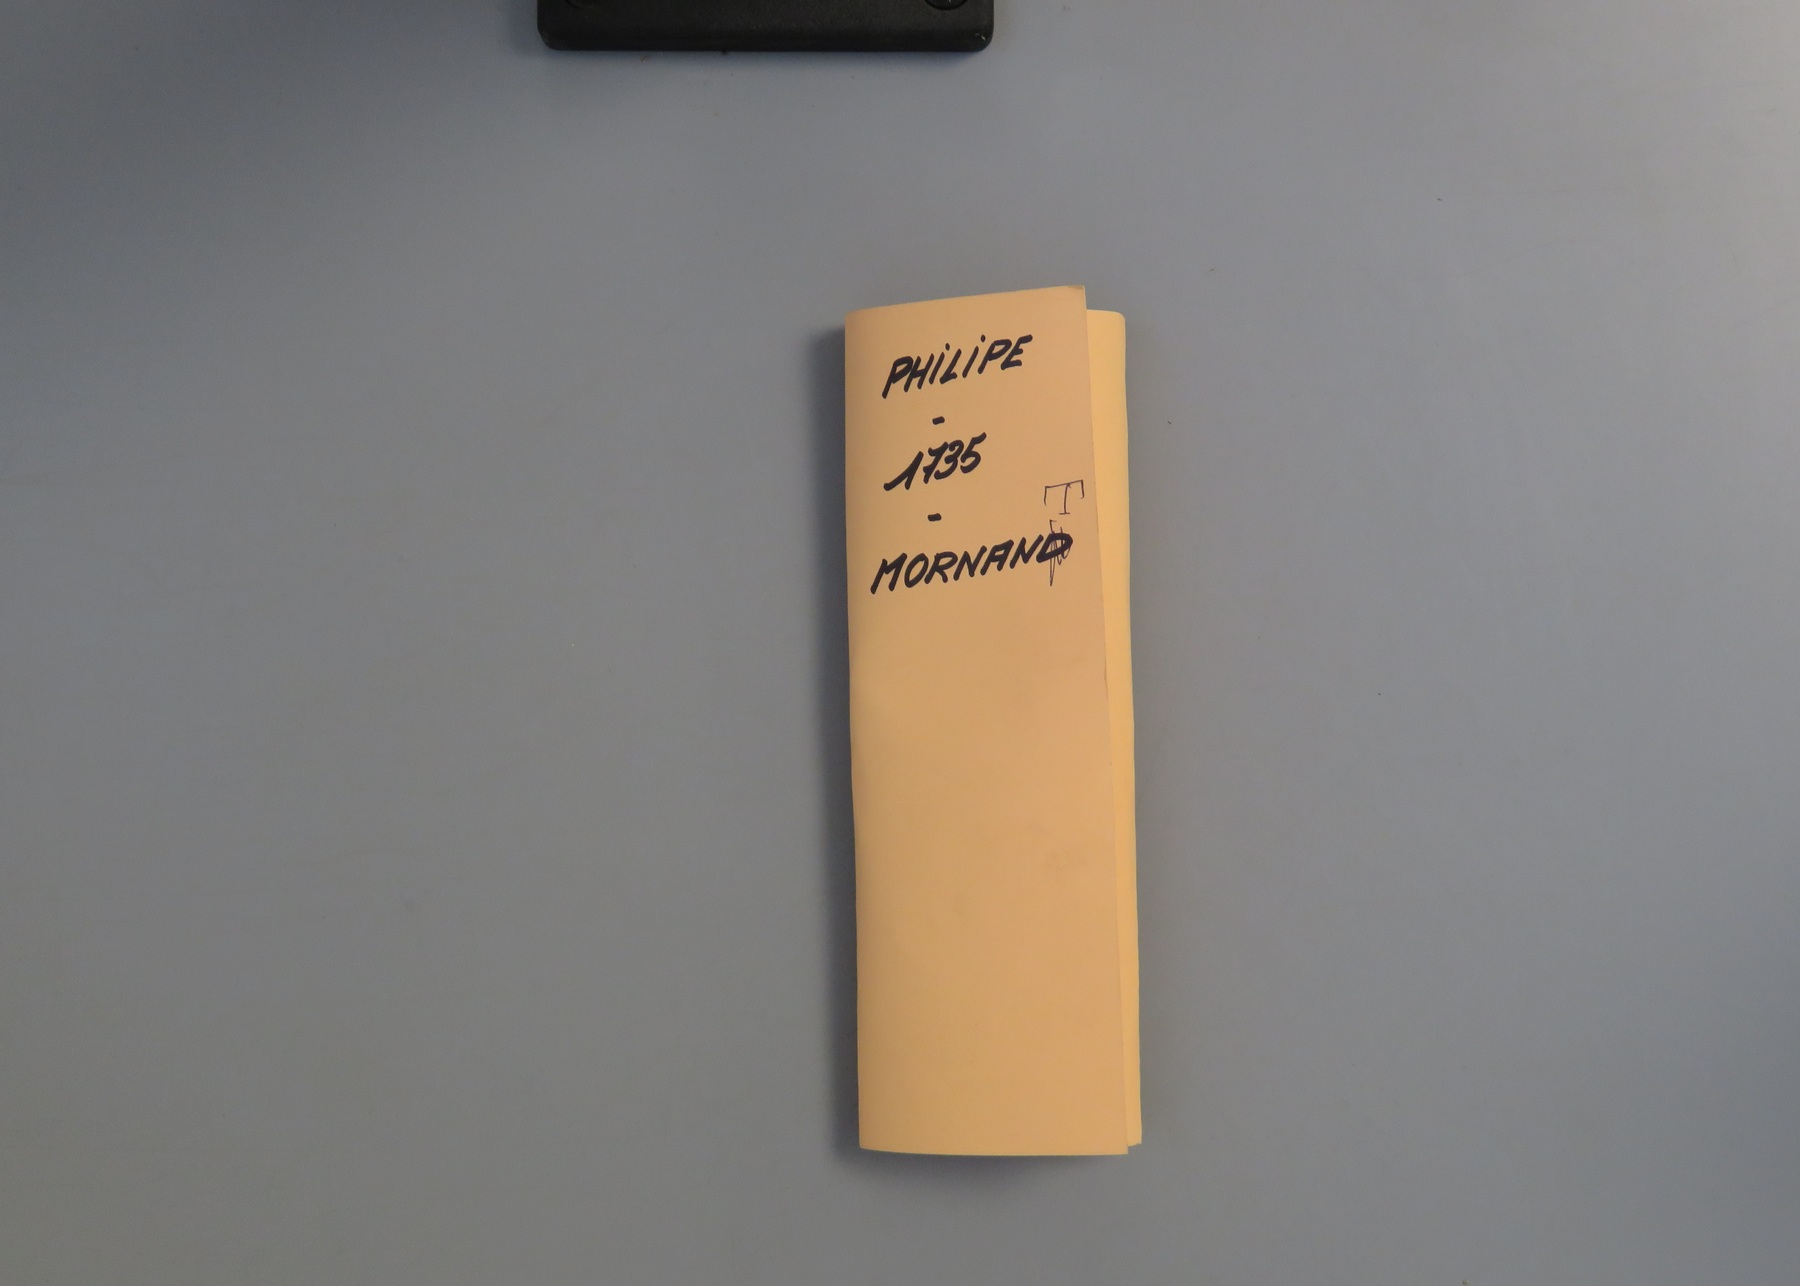 PHILIPE
-
1735
-
MORNAND